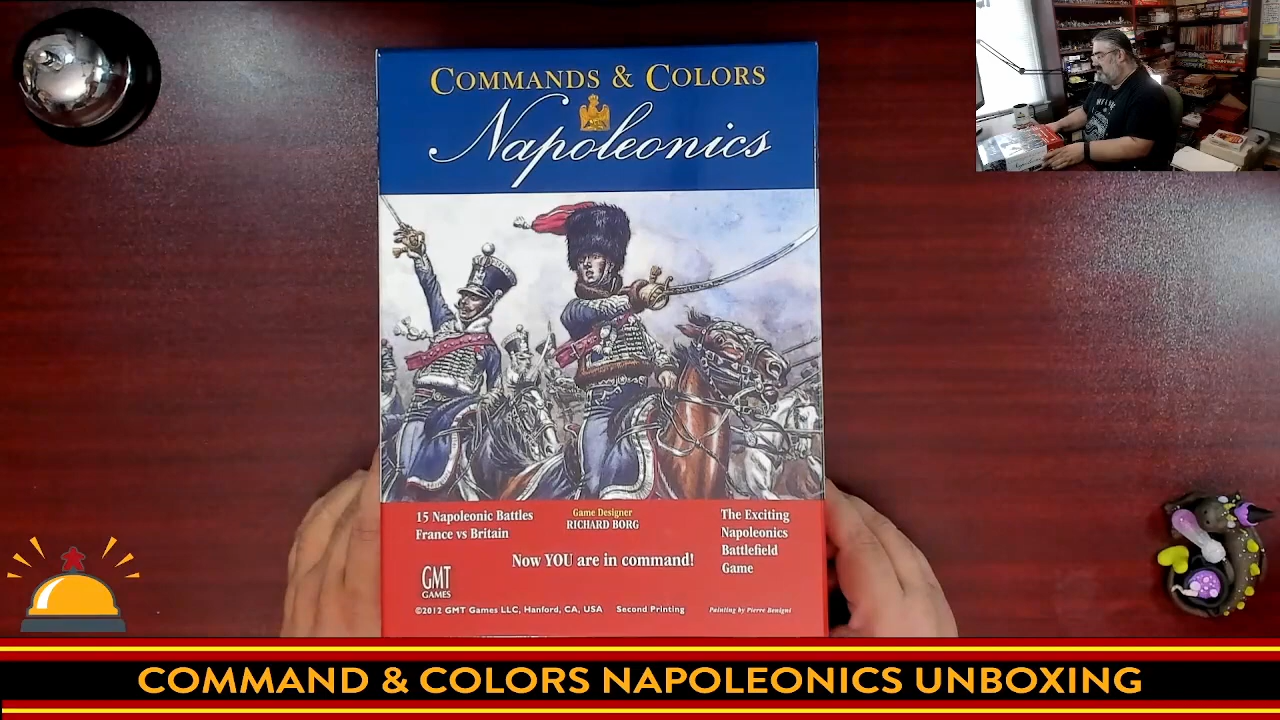 COMMANDS & COLORS
Napoleonics
15 Napoleonic Battles
France vs Britain
Game Designer
RICHARD BORG
The Exciting
Napoleonics
Battlefield
Game
Now YOU are in command!
GMT
GAMES
©2012 GMT Games LLC, Hanford, CA, USA Second Printing Painting by Pierre Benigni
COMMAND & COLORS NAPOLEONICS UNBOXING